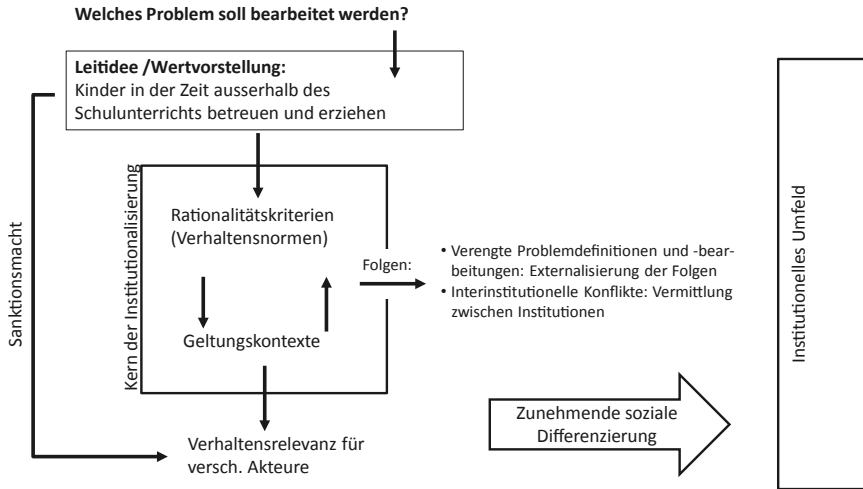 Welches Problem soll bearbeitet werden?
Leitidee /Wertvorstellung:
Kinder in der Zeit ausserhalb des
Schulunterrichts betreuen und erziehen
Sanktionsmacht
Kern der Institutionalisierung
Rationalitätskriterien
(Verhaltensnormen)
Geltungskontexte
Folgen:
• Verengte Problemdefinitionen und -bear-
beitungen: Externalisierung der Folgen
• Interinstitutionelle Konflikte: Vermittlung
zwischen Institutionen
Verhaltensrelevanz für
versch. Akteure
Zunehmende soziale
Differenzierung
Institutionelles Umfeld